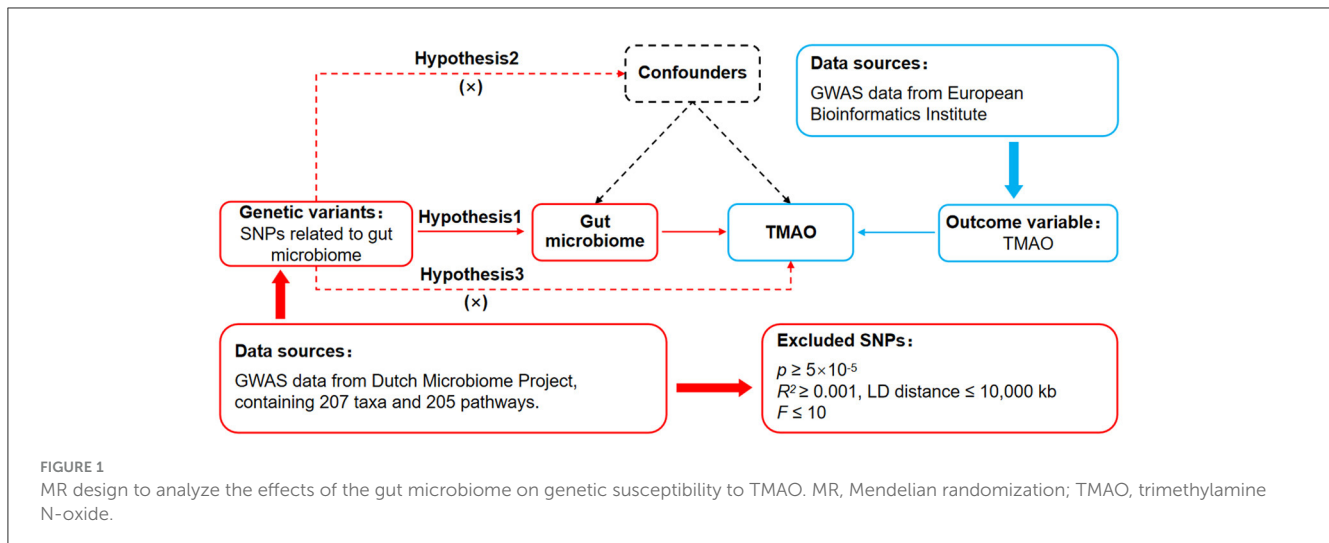 Hypothesis2
(×)
Confounders
Data sources：
GWAS data from European
Bioinformatics Institute
Genetic variants：
SNPs related to gut
microbiome
Hypothesis1
Gut
microbiome
TMAO
Outcome variable：
TMAO
Hypothesis3
(×)
Data sources：
GWAS data from Dutch Microbiome Project,
containing 207 taxa and 205 pathways.
Excluded SNPs：
p ≥ 5×10⁻⁵
R² ≥ 0.001, LD distance ≤ 10,000 kb
F ≤ 10
FIGURE 1
MR design to analyze the effects of the gut microbiome on genetic susceptibility to TMAO. MR, Mendelian randomization; TMAO, trimethylamine
N-oxide.